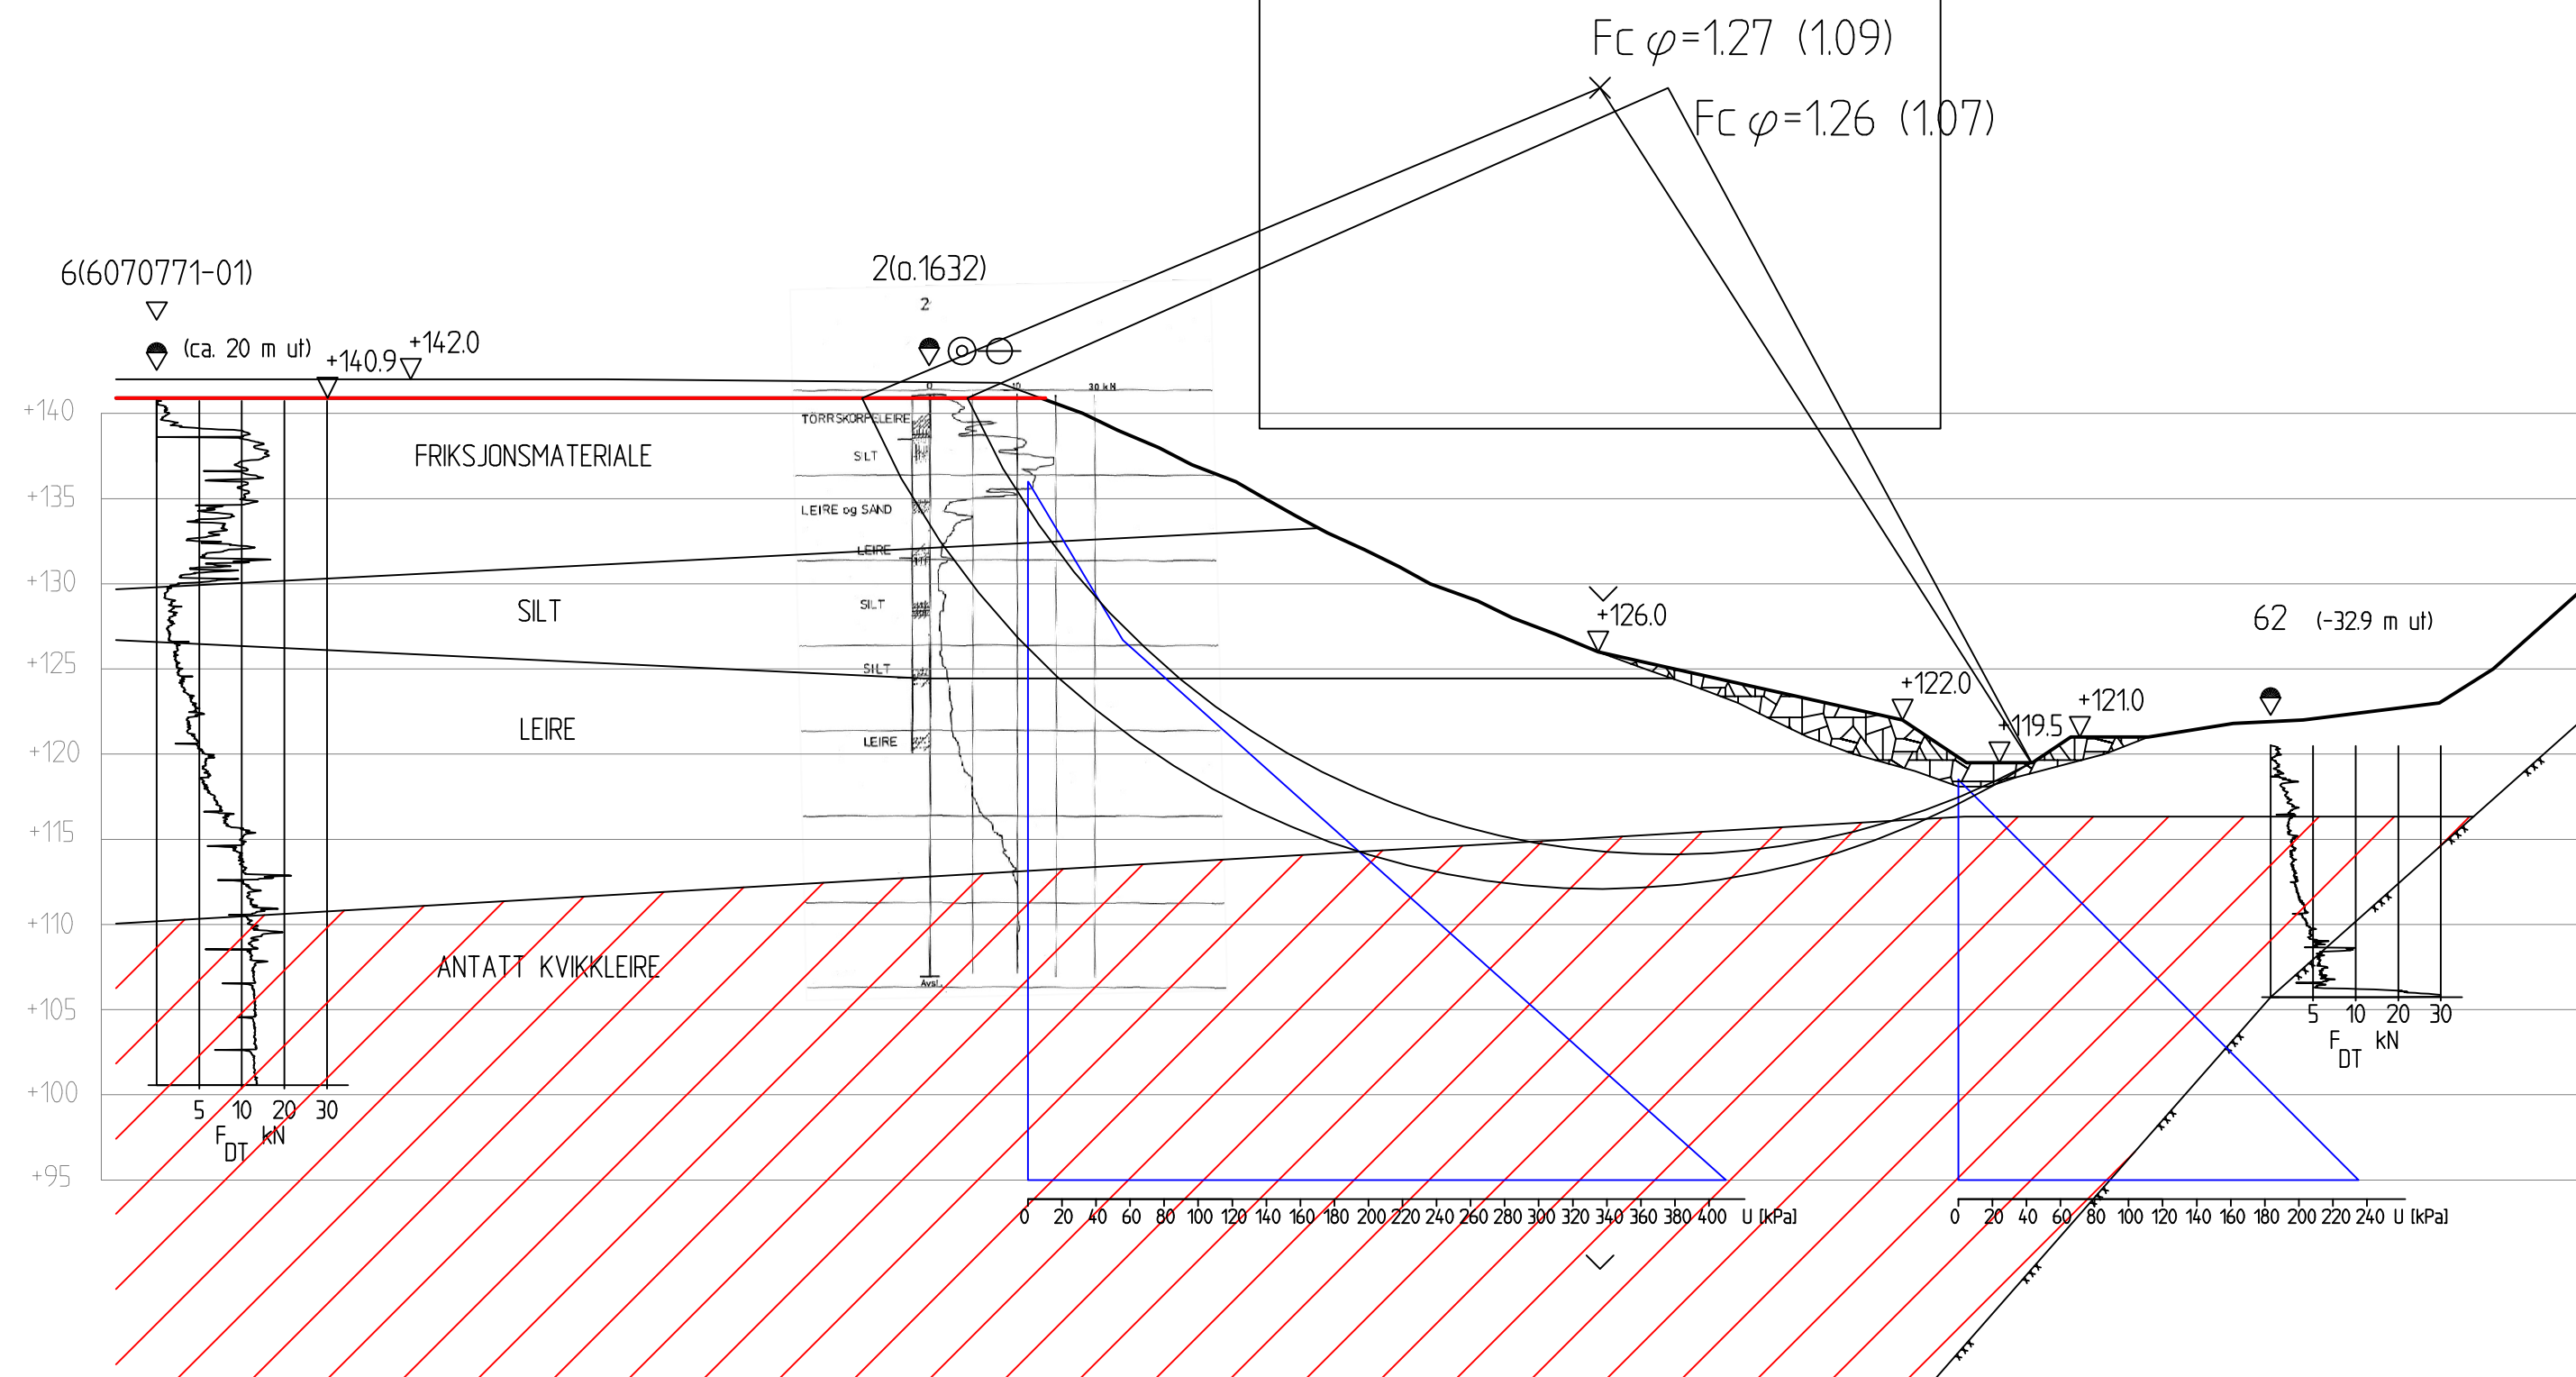 Fc φ=1.27 (1.09)
Fc φ=1.26 (1.07)
6(6070771-01)
2(o.1632)
2
(ca. 20 m ut)
+140.9
+142.0
0
10
30 kN
+140
TÖRRSKORPELEIRE
FRIKSJONSMATERIALE
SILT
+135
LEIRE og SAND
LEIRE
+130
SILT
SILT
+126.0
62 (-32.9 m ut)
+125
SILT
+122.0
+121.0
+119.5
LEIRE
LEIRE
+120
+115
+110
ANTATT KVIKKLEIRE
Avsl.
+105
5 10 20 30
F DT kN
+100
5 10 20 30
F DT kN
+95
0 20 40 60 80 100 120 140 160 180 200 220 240 260 280 300 320 340 360 380 400 U [kPa]
0 20 40 60 80 100 120 140 160 180 200 220 240 U [kPa]